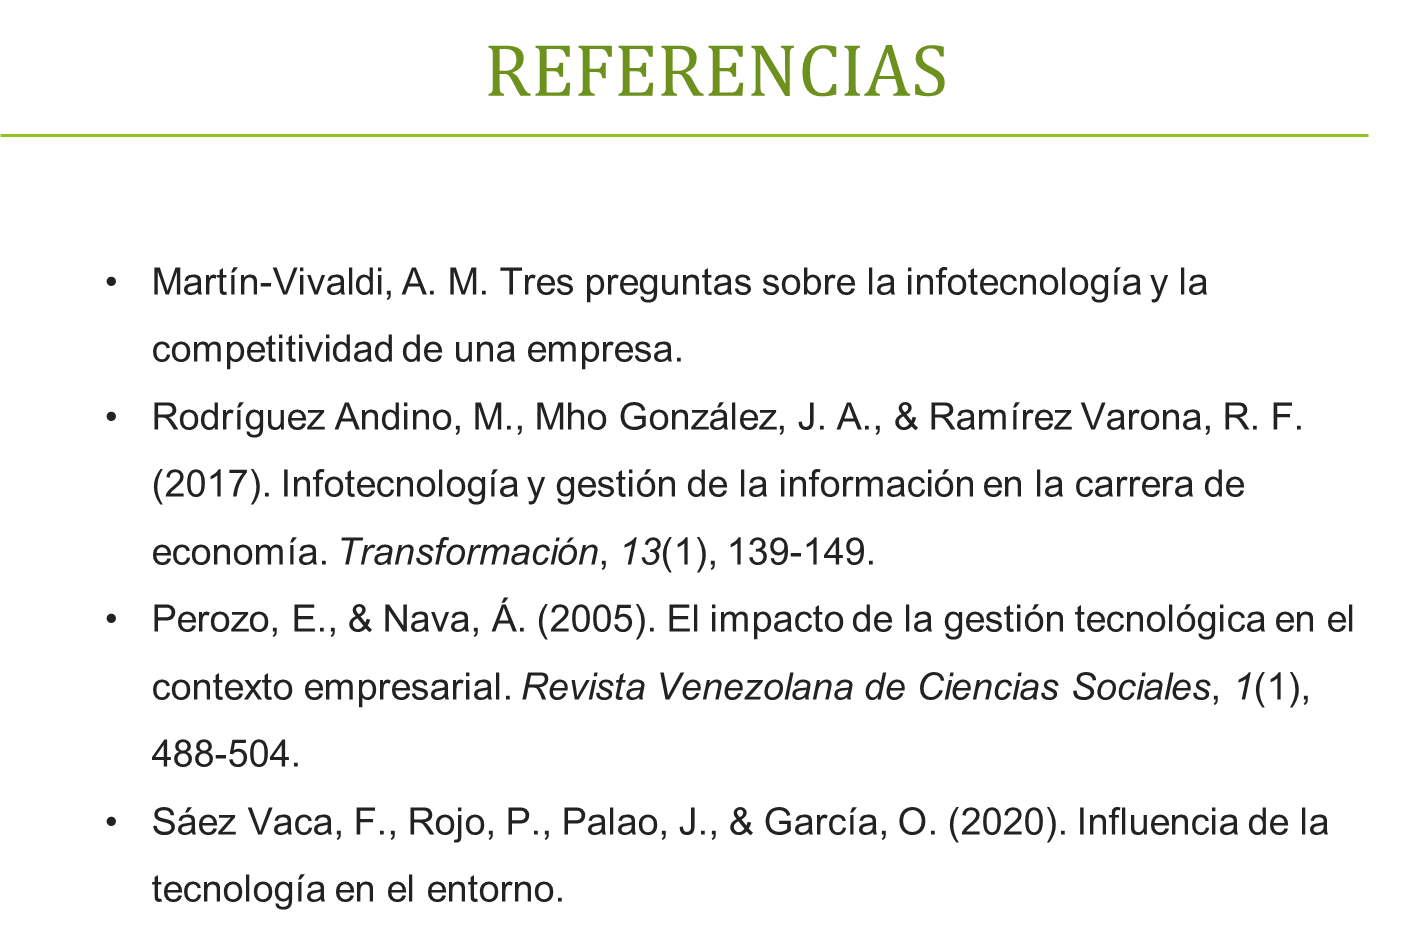 REFERENCIAS
• Martín-Vivaldi, A. M. Tres preguntas sobre la infotecnología y la
competitividad de una empresa.
• Rodríguez Andino, M., Mho González, J. A., & Ramírez Varona, R. F.
(2017). Infotecnología y gestión de la información en la carrera de
economía. Transformación, 13(1), 139-149.
• Perozo, E., & Nava, Á. (2005). El impacto de la gestión tecnológica en el
contexto empresarial. Revista Venezolana de Ciencias Sociales, 1(1),
488-504.
• Sáez Vaca, F., Rojo, P., Palao, J., & García, O. (2020). Influencia de la
tecnología en el entorno.